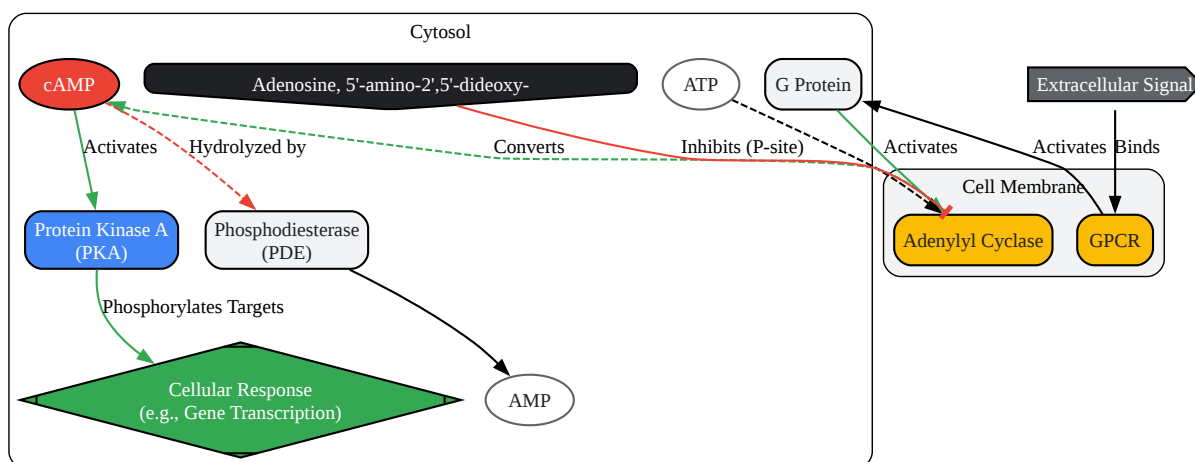 Cytosol
cAMP
Adenosine, 5'-amino-2',5'-dideoxy-
ATP
G Protein
Extracellular Signal
Activates
Hydrolyzed by
Converts
Inhibits (P-site)
Activates
Activates
Binds
Cell Membrane
Protein Kinase A
(PKA)
Phosphodiesterase
(PDE)
Adenylyl Cyclase
GPCR
Phosphorylates Targets
Cellular Response
(e.g., Gene Transcription)
AMP